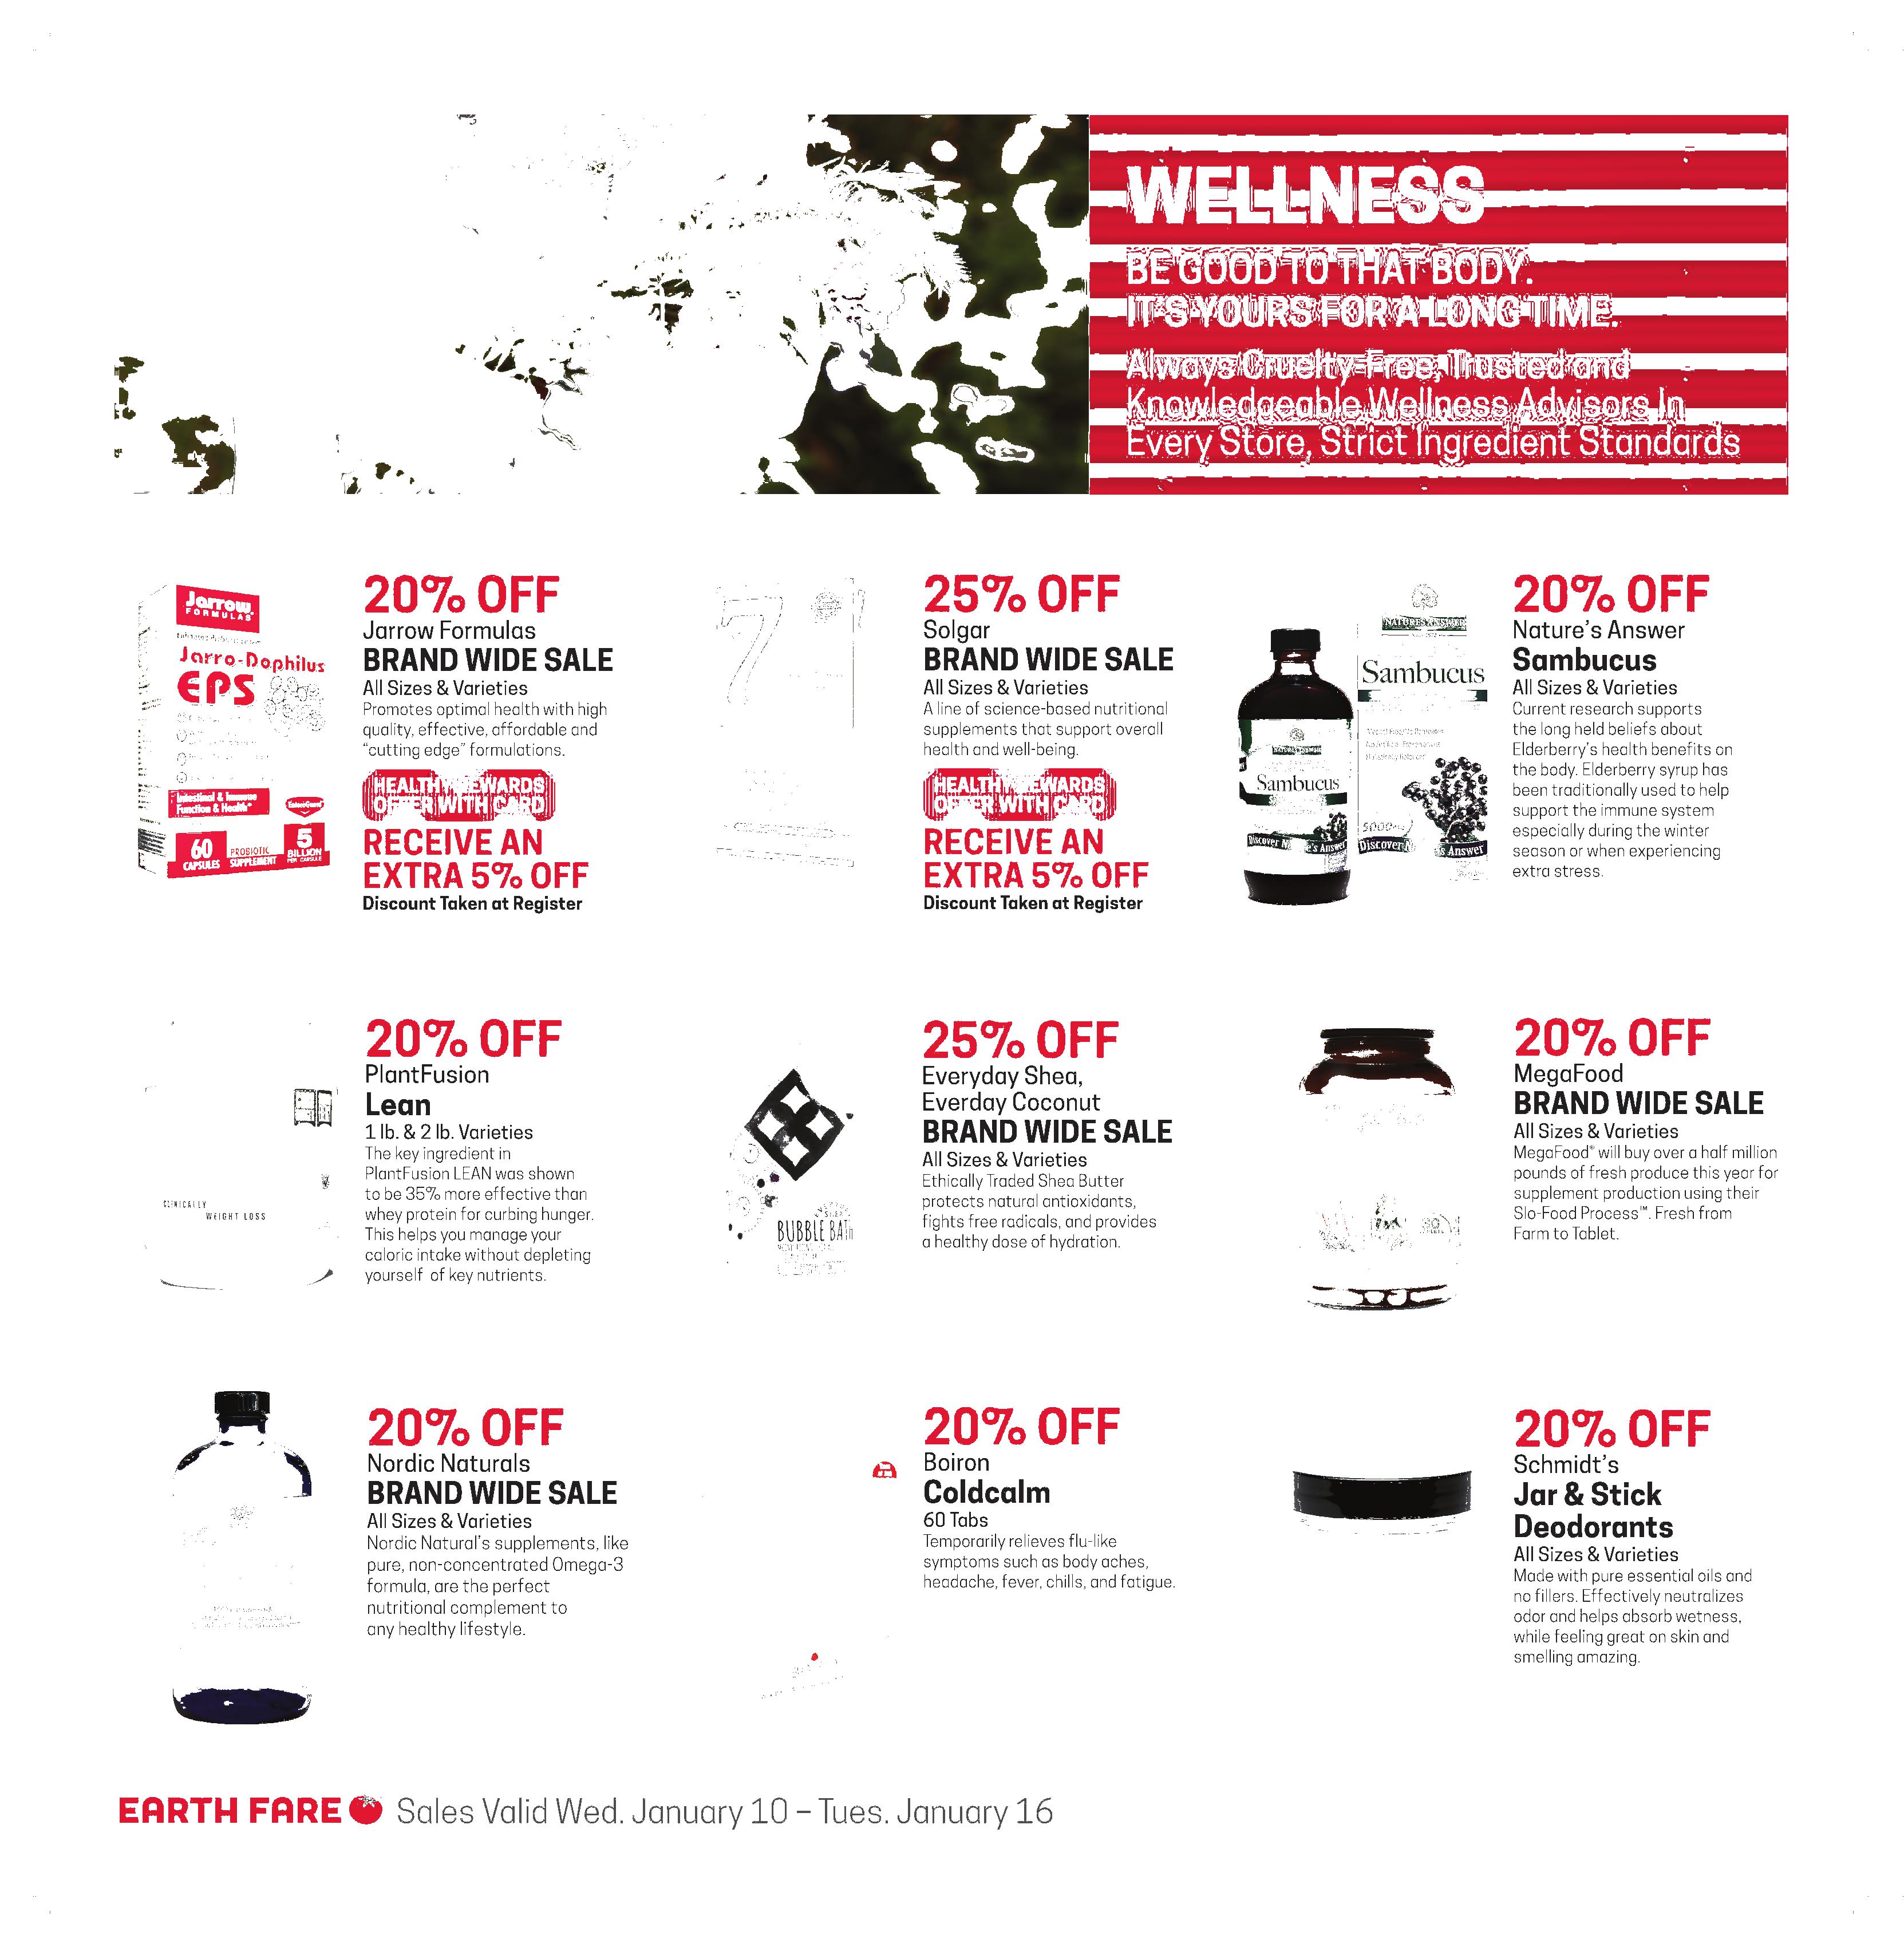 WELLNESS
BE GOOD TO THAT BODY.
IT'S YOURS FOR A LONG TIME.
Always Cruelty-Free, Trusted and
Knowledgeable Wellness Advisors In
Every Store, Strict Ingredient Standards
Jarrow
FORMULAS
Jarro-Dophilus
EPS
Intestinal & Immune
Function & Health
60
CAPSULES
PROBIOTIC
SUPPLEMENT
5
BILLION
PER CAPSULE
20% OFF
Jarrow Formulas
BRAND WIDE SALE
All Sizes & Varieties
Promotes optimal health with high
quality, effective, affordable and
“cutting edge” formulations.
HEALTHY REWARDS
OFFER WITH CARD
RECEIVE AN
EXTRA 5% OFF
Discount Taken at Register
7
25% OFF
Solgar
BRAND WIDE SALE
All Sizes & Varieties
A line of science-based nutritional
supplements that support overall
health and well-being.
HEALTHY REWARDS
OFFER WITH CARD
RECEIVE AN
EXTRA 5% OFF
Discount Taken at Register
NATURE'S ANSWER
Sambucus
Sambucus
20% OFF
Nature's Answer
Sambucus
All Sizes & Varieties
Current research supports
the long held beliefs about
Elderberry's health benefits on
the body. Elderberry syrup has
been traditionally used to help
support the immune system
especially during the winter
season or when experiencing
extra stress.
CLINICALLY
WEIGHT LOSS
20% OFF
PlantFusion
Lean
1 lb. & 2 lb. Varieties
The key ingredient in
PlantFusion LEAN was shown
to be 35% more effective than
whey protein for curbing hunger.
This helps you manage your
caloric intake without depleting
yourself of key nutrients.
BUBBLE BATH
25% OFF
Everyday Shea,
Everday Coconut
BRAND WIDE SALE
All Sizes & Varieties
Ethically Traded Shea Butter
protects natural antioxidants,
fights free radicals, and provides
a healthy dose of hydration.
20% OFF
MegaFood
BRAND WIDE SALE
All Sizes & Varieties
MegaFood® will buy over a half million
pounds of fresh produce this year for
supplement production using their
Slo-Food Process™. Fresh from
Farm to Tablet.
20% OFF
Nordic Naturals
BRAND WIDE SALE
All Sizes & Varieties
Nordic Natural's supplements, like
pure, non-concentrated Omega-3
formula, are the perfect
nutritional complement to
any healthy lifestyle.
20% OFF
Boiron
Coldcalm
60 Tabs
Temporarily relieves flu-like
symptoms such as body aches,
headache, fever, chills, and fatigue.
20% OFF
Schmidt's
Jar & Stick
Deodorants
All Sizes & Varieties
Made with pure essential oils and
no fillers. Effectively neutralizes
odor and helps absorb wetness,
while feeling great on skin and
smelling amazing.
EARTH FARE Sales Valid Wed. January 10 – Tues. January 16